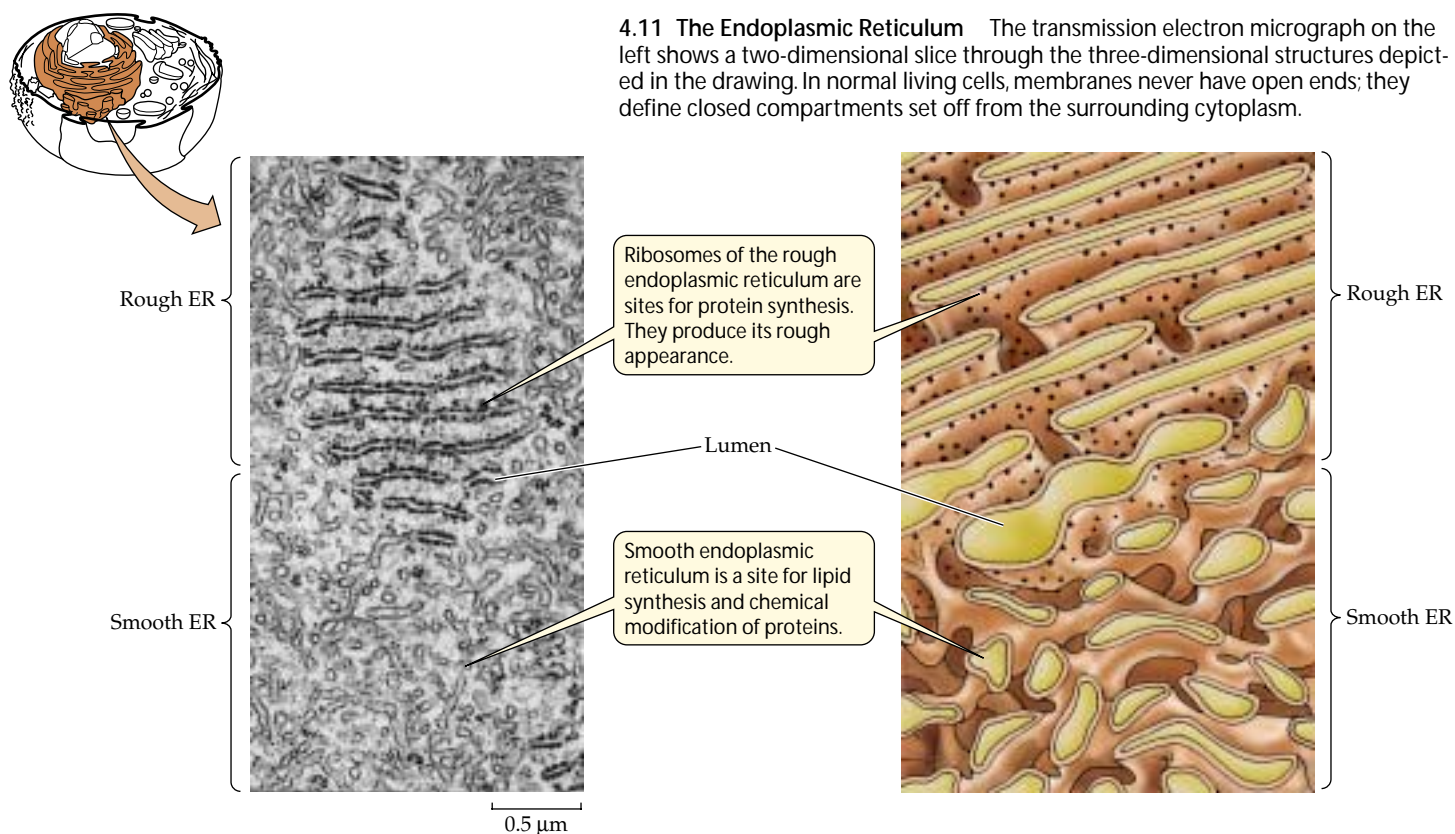 4.11 The Endoplasmic Reticulum The transmission electron micrograph on the
left shows a two-dimensional slice through the three-dimensional structures depict-
ed in the drawing. In normal living cells, membranes never have open ends; they
define closed compartments set off from the surrounding cytoplasm.
Rough ER
Ribosomes of the rough
endoplasmic reticulum are
sites for protein synthesis.
They produce its rough
appearance.
Rough ER
Lumen
Smooth ER
Smooth endoplasmic
reticulum is a site for lipid
synthesis and chemical
modification of proteins.
Smooth ER
0.5 µm